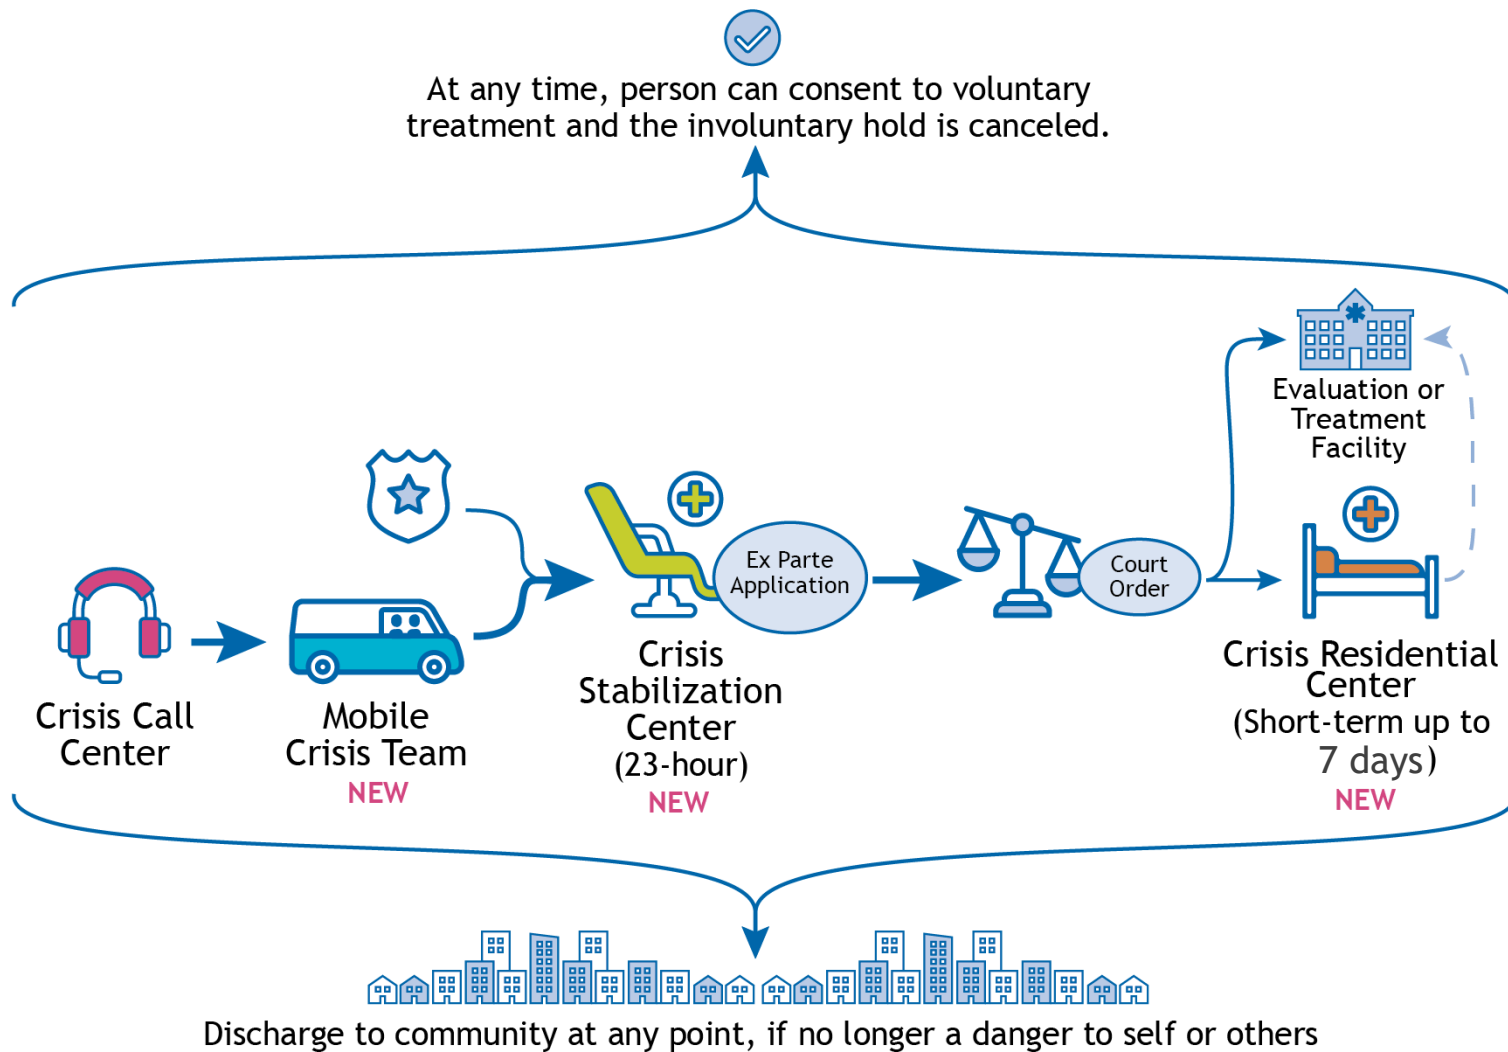 At any time, person can consent to voluntary
treatment and the involuntary hold is canceled.
Evaluation or
Treatment
Facility
Ex Parte
Application
Court
Order
Crisis Call
Center
Mobile
Crisis Team
NEW
Crisis
Stabilization
Center
(23-hour)
NEW
Crisis Residential
Center
(Short-term up to
7 days)
NEW
Discharge to community at any point, if no longer a danger to self or others